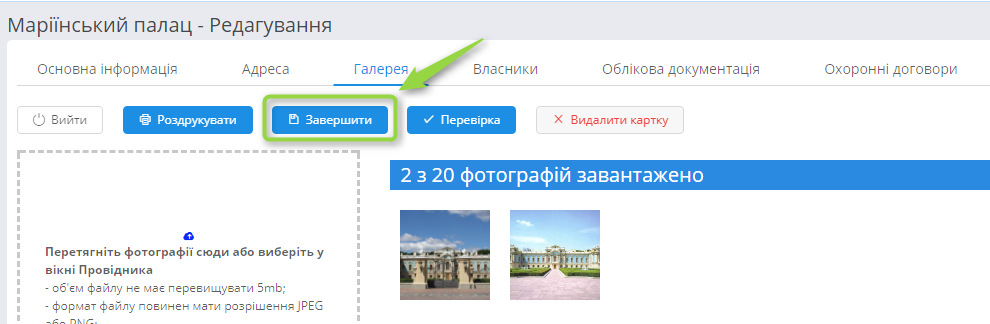 Маріїнський палац - Редагування
Основна інформація Адреса Галерея Власники Облікова документація Охоронні договори
Вийти Роздрукувати Завершити Перевірка Видалити картку
2 з 20 фотографій завантажено
Перетягніть фотографії сюди або виберіть у
вікні Провідника
- об'єм файлу не має перевищувати 5mb;
- формат файлу повинен мати розрішення JPEG
або PNG;